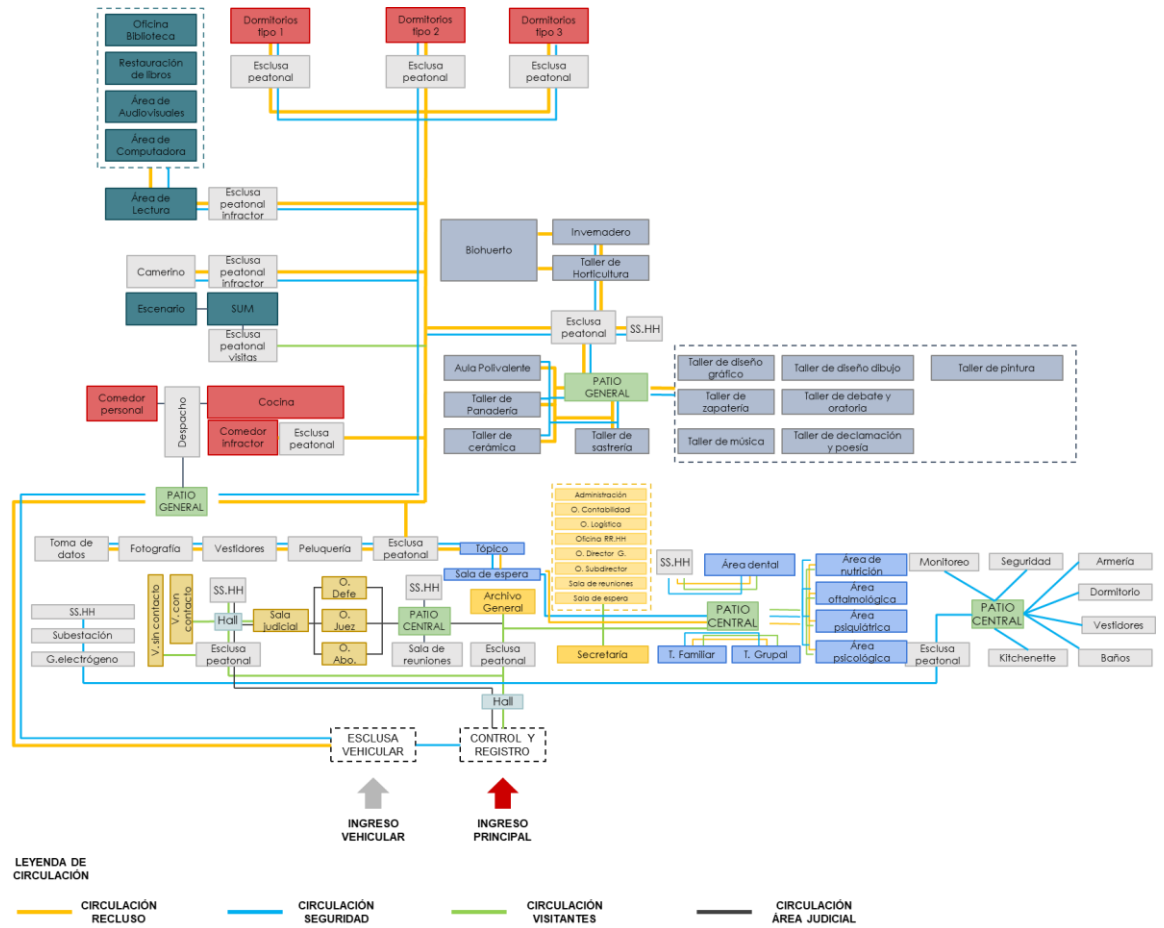 Oficina
Biblioteca
Restauración
de libros
Área de
Audiovisuales
Área de
Computadora
Área de
Lectura
Esclusa
peatonal
infractor
Dormitorios
tipo 1
Esclusa
peatonal
Dormitorios
tipo 2
Esclusa
peatonal
Dormitorios
tipo 3
Esclusa
peatonal
Camerino
Esclusa
peatonal
infractor
Escenario
SUM
Esclusa
peatonal
visitas
Biohuerto
Invernadero
Taller de
Horticultura
Esclusa
peatonal
SS.HH
Aula Polivalente
Taller de
Panadería
Taller de
cerámica
PATIO
GENERAL
Taller de
sastrería
Taller de diseño
gráfico
Taller de diseño dibujo
Taller de pintura
Taller de
zapatería
Taller de debate y
oratoria
Taller de música
Taller de declamación
y poesía
Comedor
personal
Despacho
Cocina
Comedor
infractor
Esclusa
peatonal
PATIO
GENERAL
Toma de
datos
Fotografía
Vestidores
Peluquería
Esclusa
peatonal
Tópico
Sala de espera
Administración
O. Contabilidad
O. Logística
Oficina RR.HH
O. Director G.
O. Subdirector
Sala de reuniones
Sala de espera
Archivo
General
Secretaría
SS.HH
Área dental
PATIO
CENTRAL
T. Familiar
T. Grupal
Área de
nutrición
Área
oftalmológica
Área
psiquiátrica
Área
psicológica
Monitoreo
Seguridad
Armería
Dormitorio
Vestidores
Baños
Kitchenette
PATIO
CENTRAL
Esclusa
peatonal
SS.HH
Subestación
G.electrógeno
V.sin contacto
V. con
contacto
SS.HH
Hall
Esclusa
peatonal
Sala
judicial
O.
Defe
O.
Juez
O.
Abo.
SS.HH
PATIO
CENTRAL
Sala de
reuniones
Esclusa
peatonal
Hall
ESCLUSA
VEHICULAR
CONTROL Y
REGISTRO
INGRESO
VEHICULAR
INGRESO
PRINCIPAL
LEYENDA DE
CIRCULACIÓN
CIRCULACIÓN
RECLUSO
CIRCULACIÓN
SEGURIDAD
CIRCULACIÓN
VISITANTES
CIRCULACIÓN
ÁREA JUDICIAL